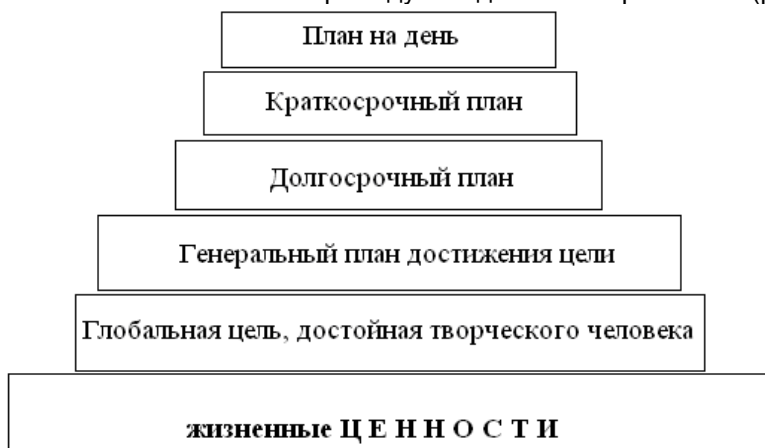 План на день
Краткосрочный план
Долгосрочный план
Генеральный план достижения цели
Глобальная цель, достойная творческого человека
жизненные Ц Е Н Н О С Т И